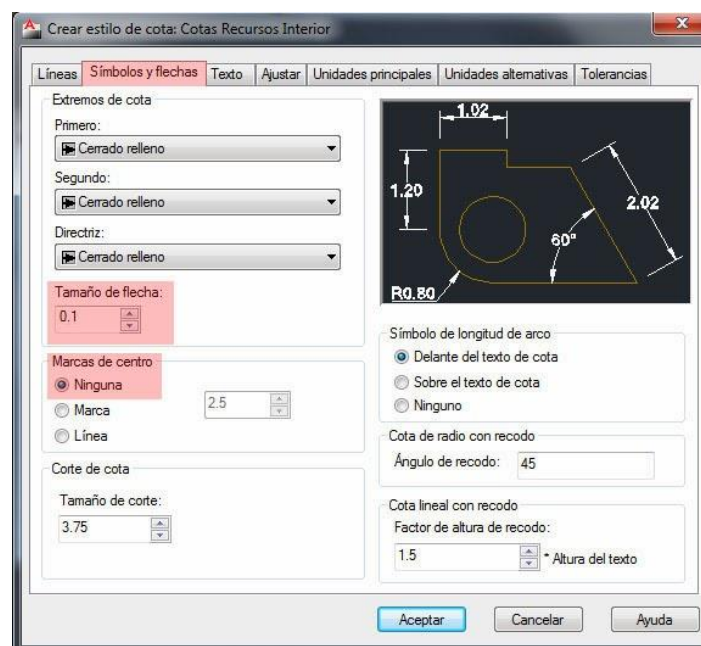 Crear estilo de cota: Cotas Recursos Interior
Líneas Símbolos y flechas Texto Ajustar Unidades principales Unidades alternativas Tolerancias
Extremos de cota
Primero:
Cerrado relleno
Segundo:
Cerrado relleno
Directriz:
Cerrado relleno
Tamaño de flecha:
0.1
Marcas de centro
Ninguna
Marca
2.5
Línea
Corte de cota
Tamaño de corte:
3.75
1.02
1.20
2.02
60°
R0.80
Símbolo de longitud de arco
Delante del texto de cota
Sobre el texto de cota
Ninguno
Cota de radio con recodo
Ángulo de recodo: 45
Cota lineal con recodo
Factor de altura de recodo:
1.5 * Altura del texto
Aceptar Cancelar Ayuda